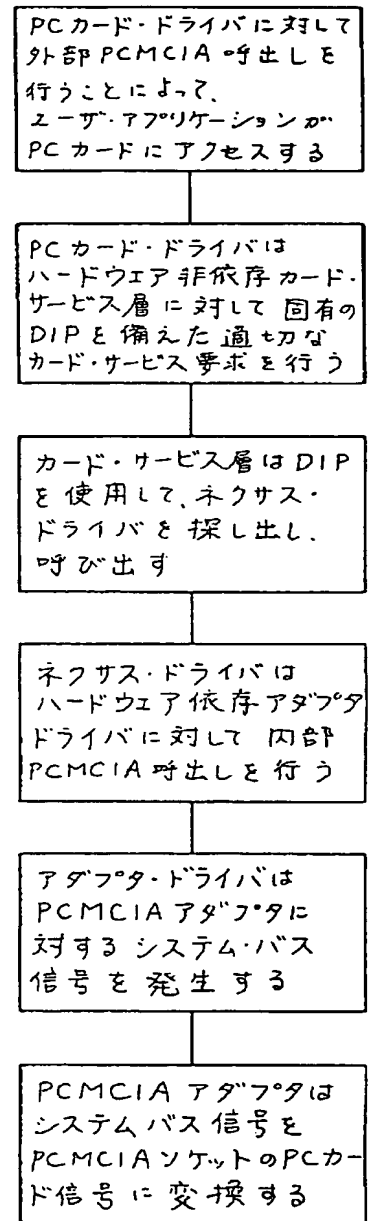 PCカード・ドライバに対して
外部PCMCIA呼出しを
行うことによって、
ユーザ・アプリケーションが
PCカードにアクセスする
PCカード・ドライバは
ハードウェア非依存カード・
サービス層に対して固有の
DIPを備えた適切な
カード・サービス要求を行う
カード・サービス層はDIP
を使用して、ネクサス・
ドライバを探し出し、
呼び出す
ネクサス・ドライバは
ハードウェア依存アダプタ
ドライバに対して内部
PCMCIA呼出しを行う
アダプタ・ドライバは
PCMCIAアダプタに
対するシステム・バス
信号を発生する
PCMCIAアダプタは
システムバス信号を
PCMCIAソケットのPCカー
ド信号に変換する